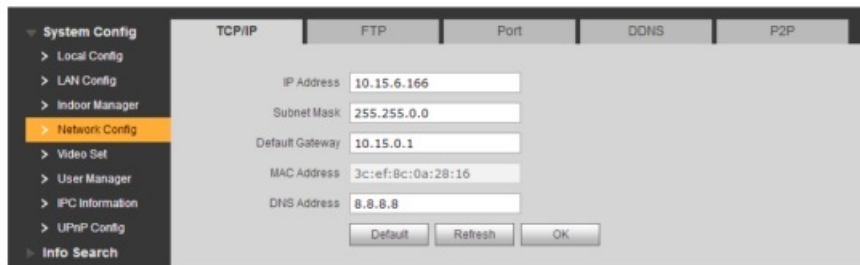 System Config
> Local Config
> LAN Config
> Indoor Manager
> Network Config
> Video Set
> User Manager
> IPC Information
> UPnP Config
Info Search
TCP/IP FTP Port DDNS P2P
IP Address 10.15.6.166
Subnet Mask 255.255.0.0
Default Gateway 10.15.0.1
MAC Address 3c:ef:8c:0a:28:16
DNS Address 8.8.8.8
Default Refresh OK